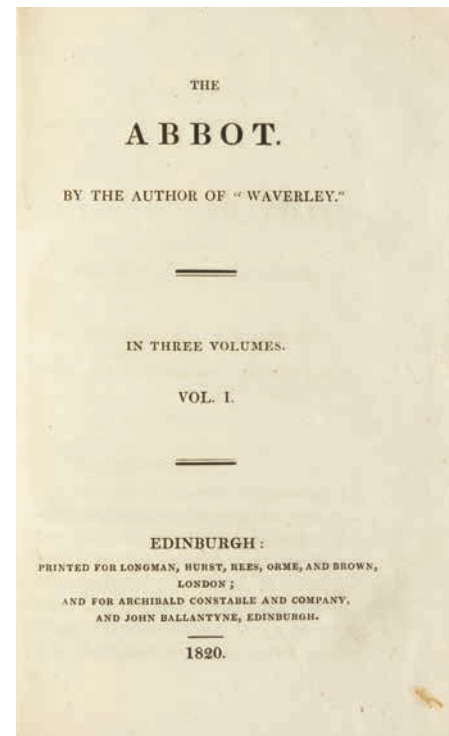 THE
ABBOT.
BY THE AUTHOR OF "WAVERLEY."
IN THREE VOLUMES.
VOL. I.
EDINBURGH:
PRINTED FOR LONGMAN, HURST, REES, ORME, AND BROWN,
LONDON;
AND FOR ARCHIBALD CONSTABLE AND COMPANY,
AND JOHN BALLANTYNE, EDINBURGH.
1820.